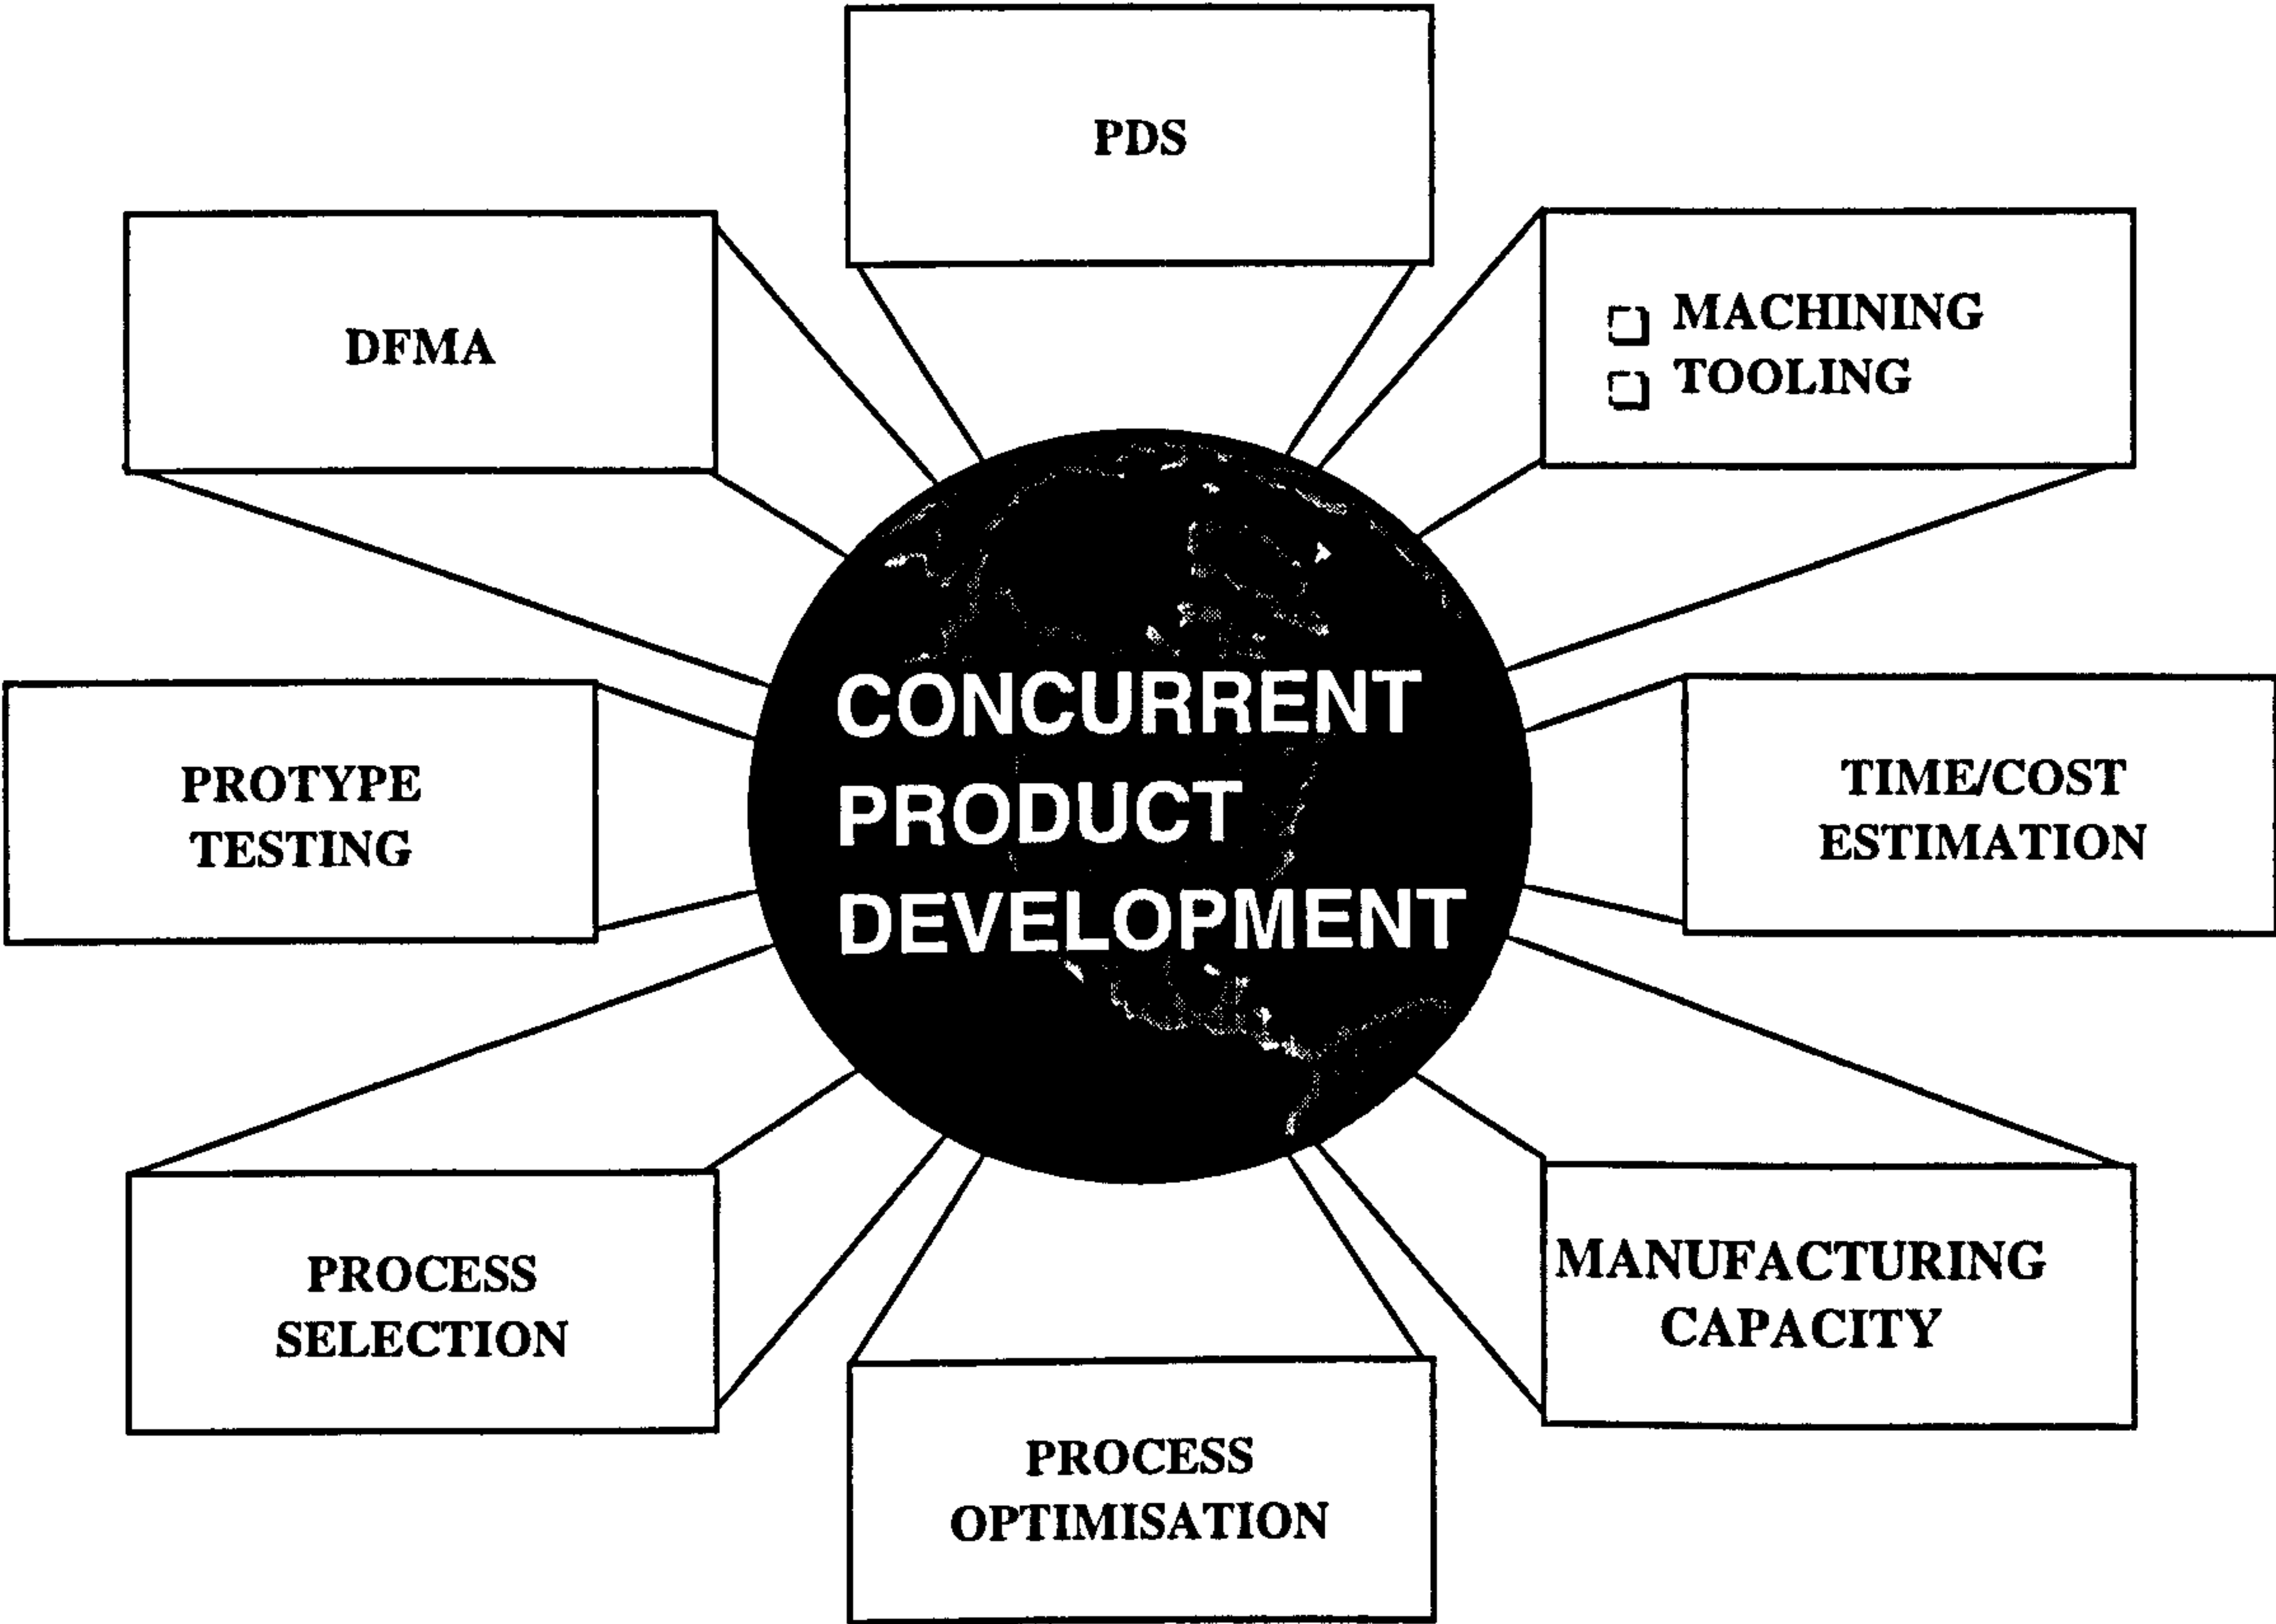 PDS
DFMA
MACHINING
TOOLING
CONCURRENT
PRODUCT
DEVELOPMENT
PROTYPE
TESTING
TIME/COST
ESTIMATION
PROCESS
SELECTION
MANUFACTURING
CAPACITY
PROCESS
OPTIMISATION